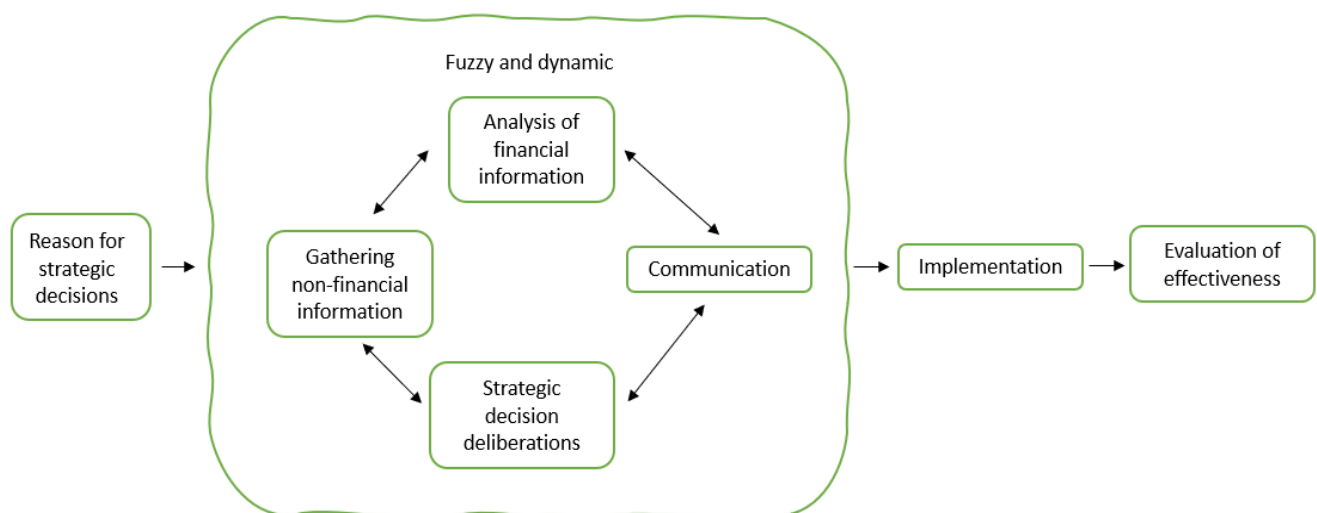 Fuzzy and dynamic
Analysis of
financial
information
Reason for
strategic
decisions
Gathering
non-financial
information
Communication
Implementation
Evaluation of
effectiveness
Strategic
decision
deliberations